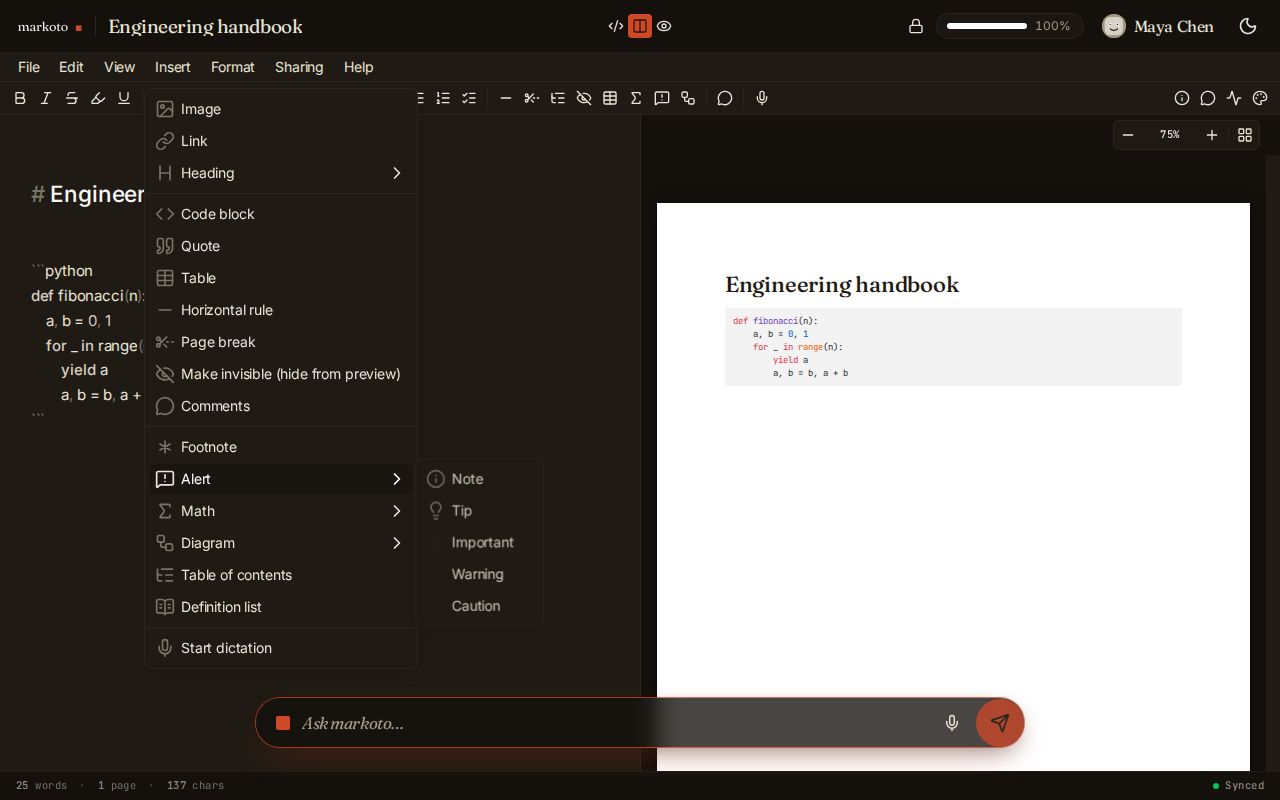 markoto
Engineering handbook
100%
Maya Chen
File Edit View Insert Format Sharing Help
75%
Image
Link
Heading
Code block
Quote
Table
Horizontal rule
Page break
Make invisible (hide from preview)
Comments
Footnote
Alert
Math
Diagram
Table of contents
Definition list
Start dictation
Note
Tip
Important
Warning
Caution
# Engineer
```python
def fibonacci(n):
a, b = 0, 1
for _ in range(
yield a
a, b = b, a +
```
Engineering handbook
def fibonacci(n):
a, b = 0, 1
for _ in range(n):
yield a
a, b = b, a + b
Ask markoto...
25 words · 1 page · 137 chars
Synced